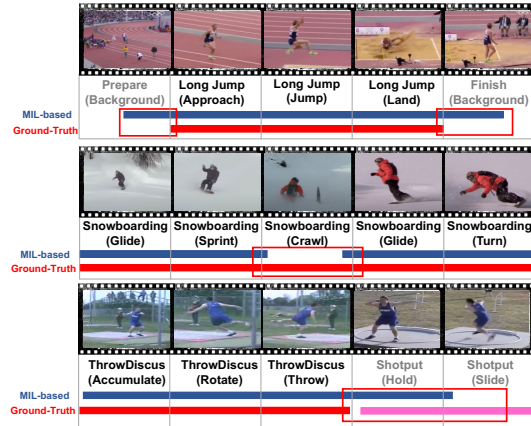 Prepare Long Jump Long Jump Long Jump Finish
(Background) (Approach) (Jump) (Land) (Background)
MIL-based
Ground-Truth
Snowboarding Snowboarding Snowboarding Snowboarding Snowboarding
(Glide) (Sprint) (Crawl) (Glide) (Turn)
MIL-based
Ground-Truth
ThrowDiscus ThrowDiscus ThrowDiscus Shotput Shotput
(Accumulate) (Rotate) (Throw) (Hold) (Slide)
MIL-based
Ground-Truth